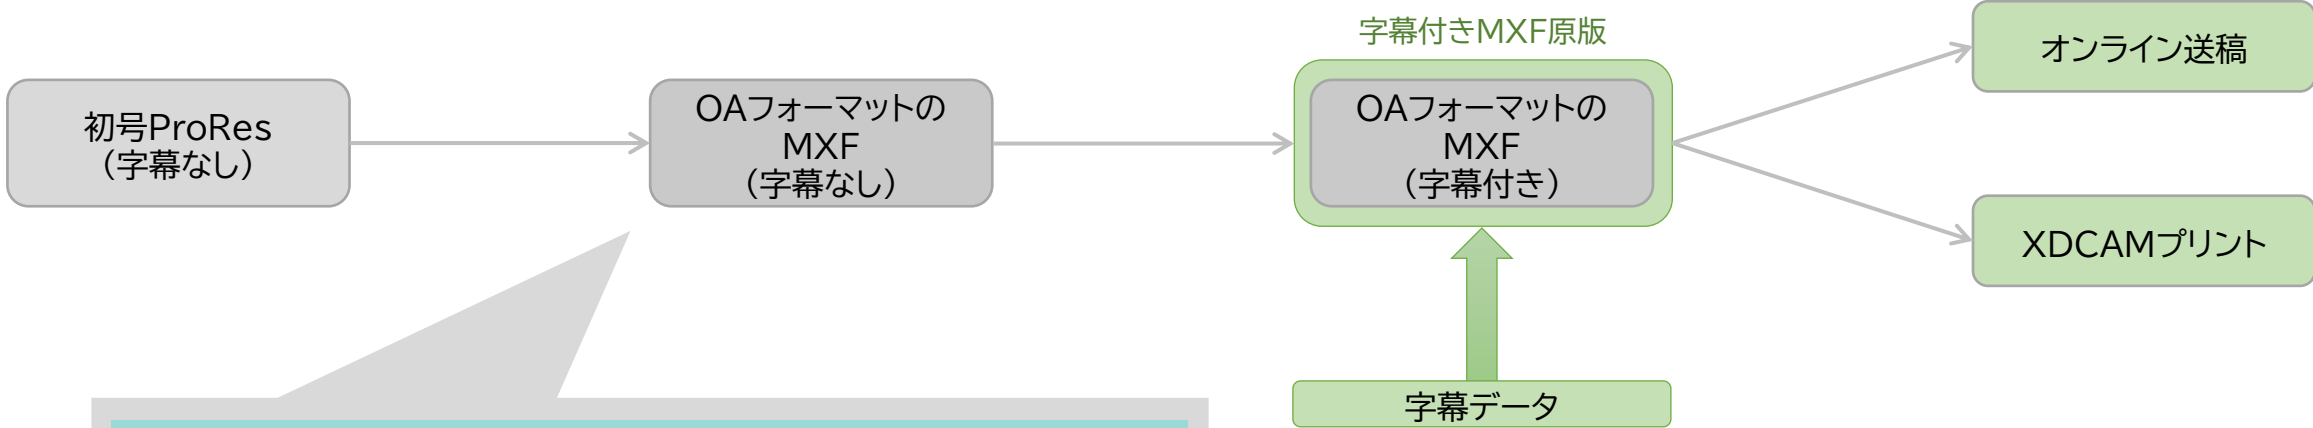 字幕付きMXF原版
オンライン送稿
初号ProRes
（字幕なし）
OAフォーマットの
MXF
（字幕なし）
OAフォーマットの
MXF
（字幕付き）
XDCAMプリント
字幕データ